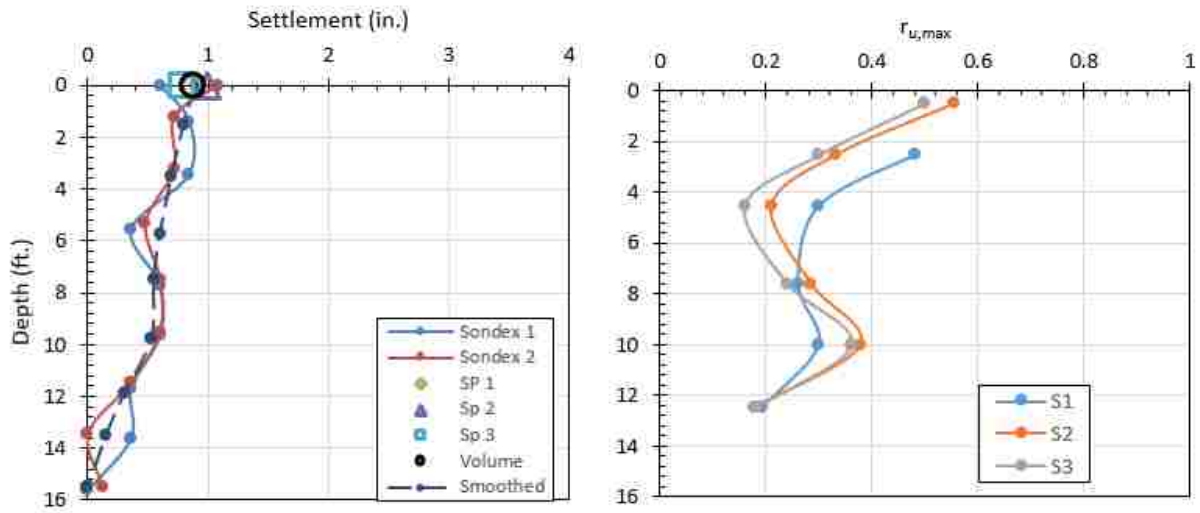 Settlement (in.)
0 1 2 3 4
Depth (ft.)
0
2
4
6
8
10
12
14
16
Sondex 1
Sondex 2
SP 1
Sp 2
Sp 3
Volume
Smoothed
ru,max
0 0.2 0.4 0.6 0.8 1
0
2
4
6
8
10
12
14
16
S1
S2
S3